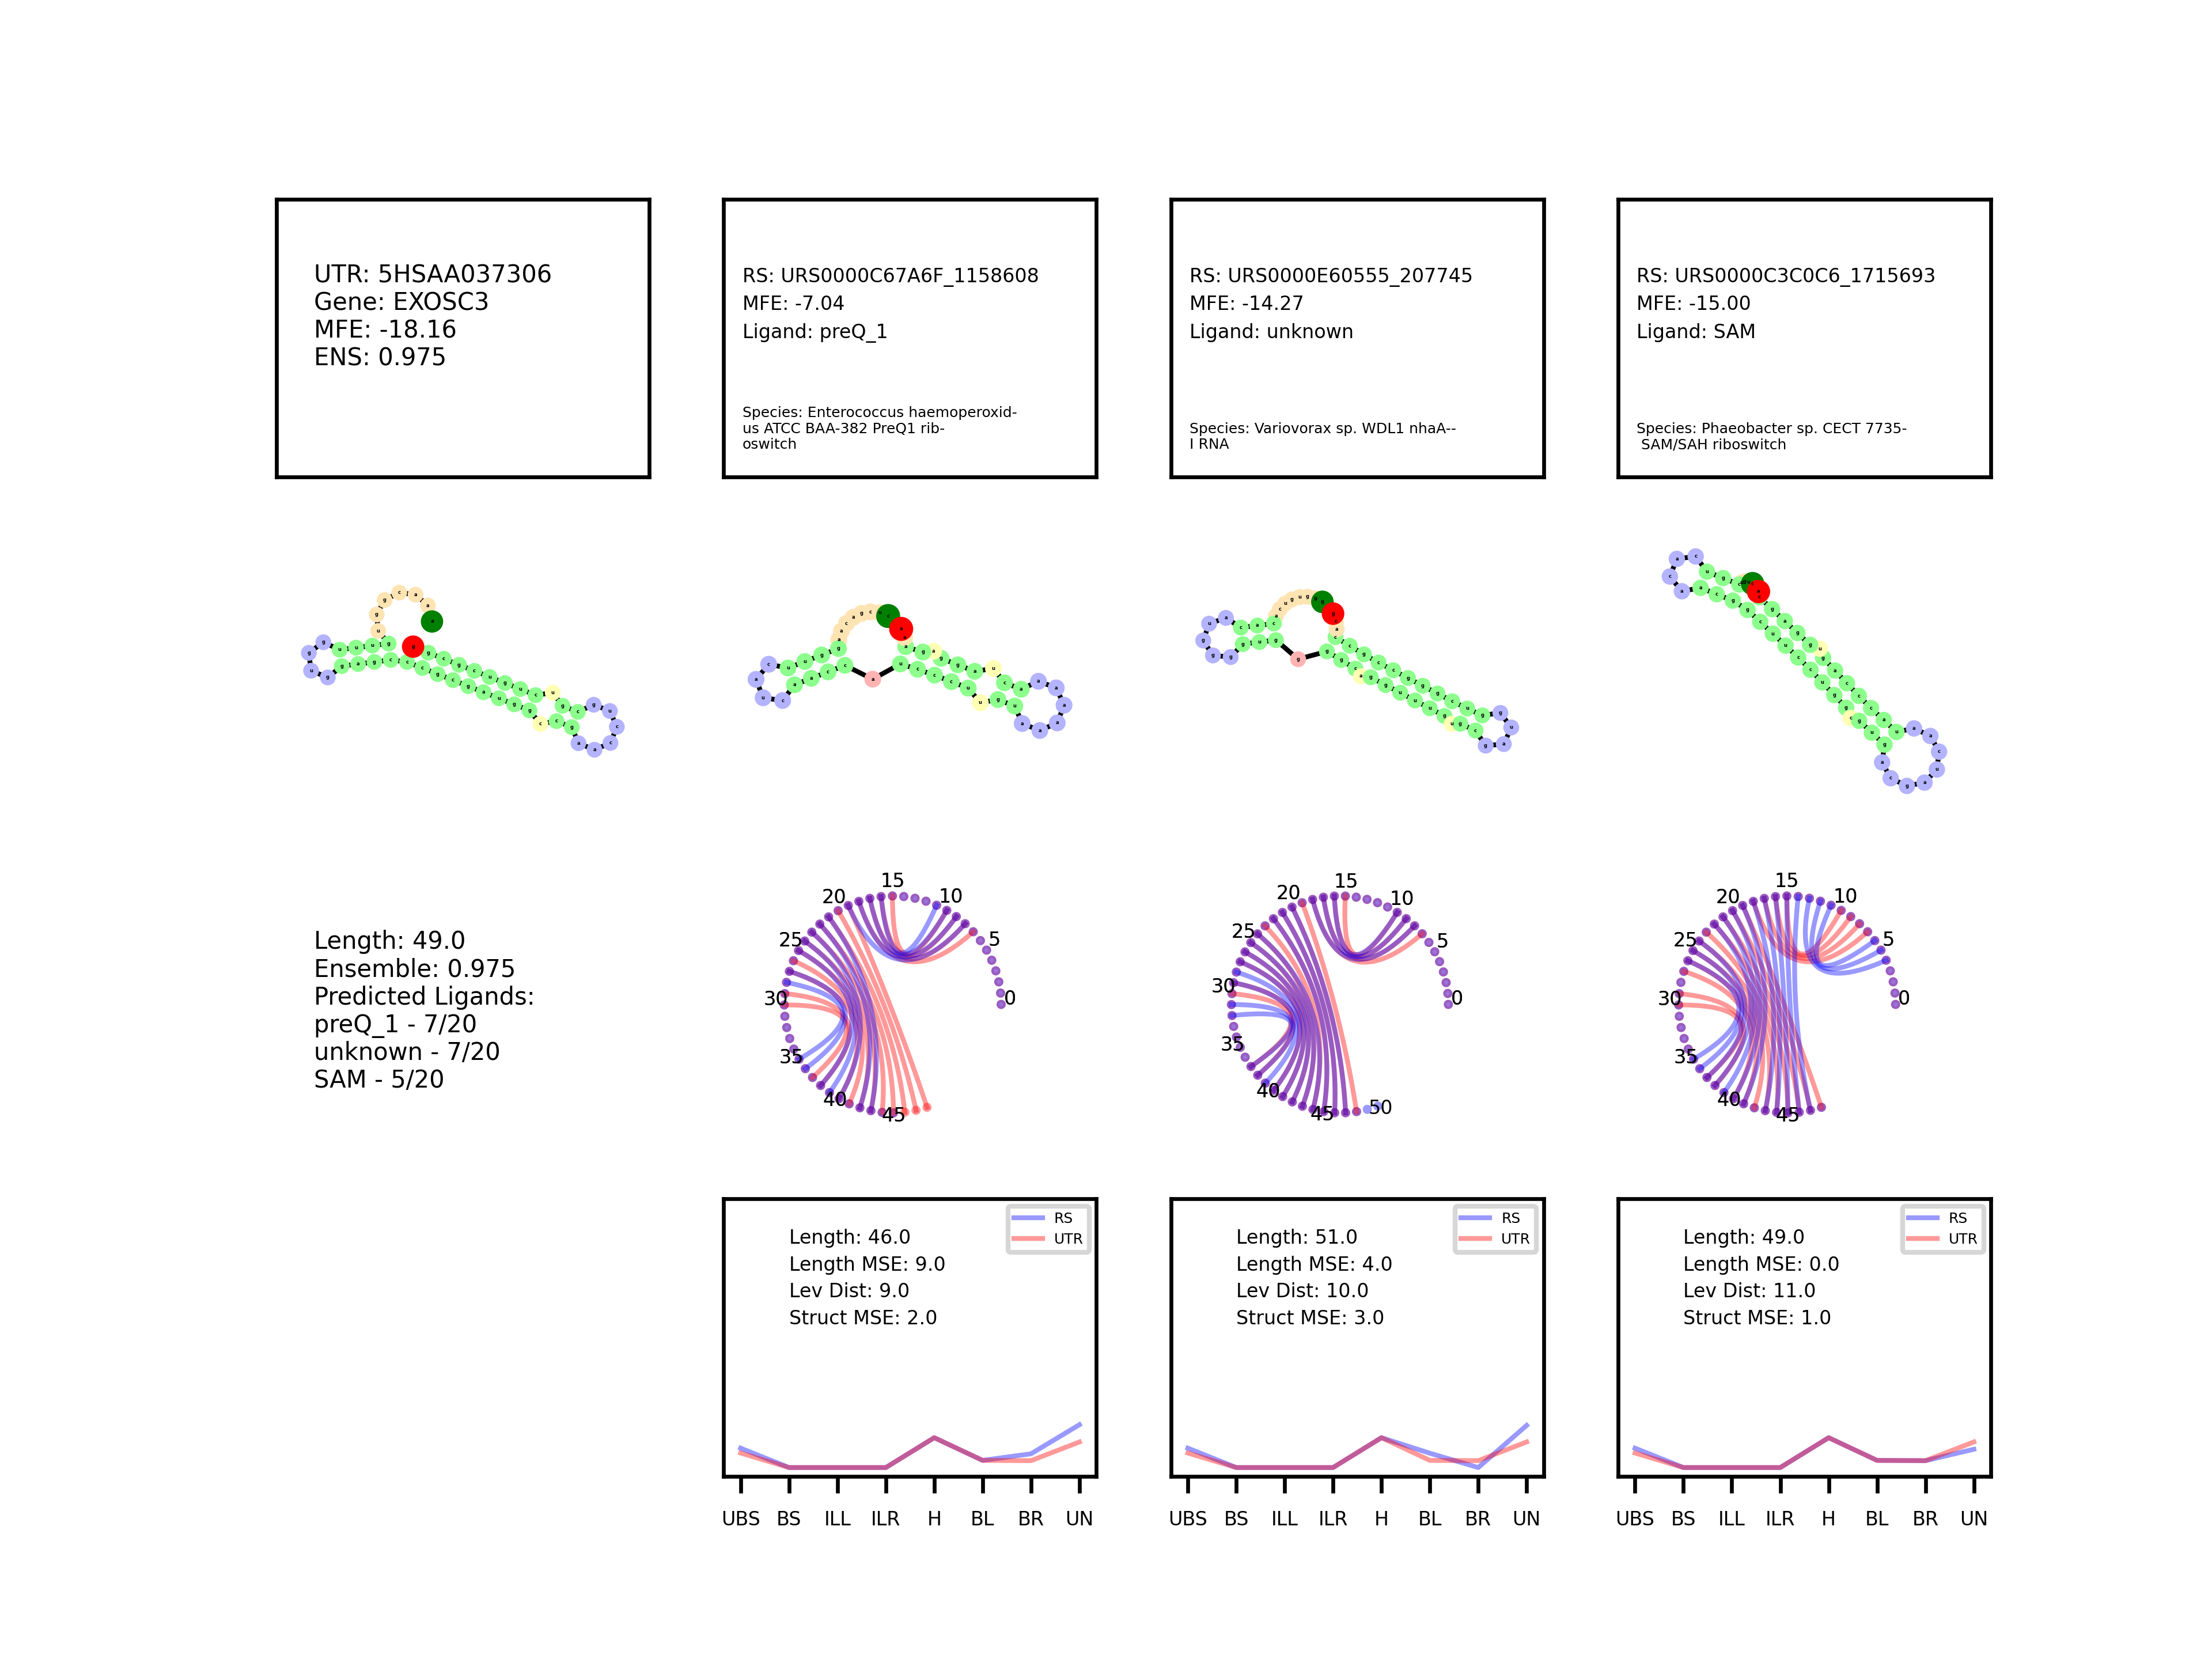 UTR: 5HSAA037306
Gene: EXOSC3
MFE: -18.16
ENS: 0.975
RS: URS0000C67A6F_1158608
MFE: -7.04
Ligand: preQ_1
Species: Enterococcus haemoperoxid-
us ATCC BAA-382 PreQ1 rib-
oswitch
RS: URS0000E60555_207745
MFE: -14.27
Ligand: unknown
Species: Variovorax sp. WDL1 nhaA--
I RNA
RS: URS0000C3C0C6_1715693
MFE: -15.00
Ligand: SAM
Species: Phaeobacter sp. CECT 7735-
SAM/SAH riboswitch
Length: 49.0
Ensemble: 0.975
Predicted Ligands:
preQ_1 - 7/20
unknown - 7/20
SAM - 5/20
0
5
10
15
20
25
30
35
40
45
0
5
10
15
20
25
30
35
40
45
50
0
5
10
15
20
25
30
35
40
45
RS
UTR
Length: 46.0
Length MSE: 9.0
Lev Dist: 9.0
Struct MSE: 2.0
UBS BS ILL ILR H BL BR UN
RS
UTR
Length: 51.0
Length MSE: 4.0
Lev Dist: 10.0
Struct MSE: 3.0
UBS BS ILL ILR H BL BR UN
RS
UTR
Length: 49.0
Length MSE: 0.0
Lev Dist: 11.0
Struct MSE: 1.0
UBS BS ILL ILR H BL BR UN